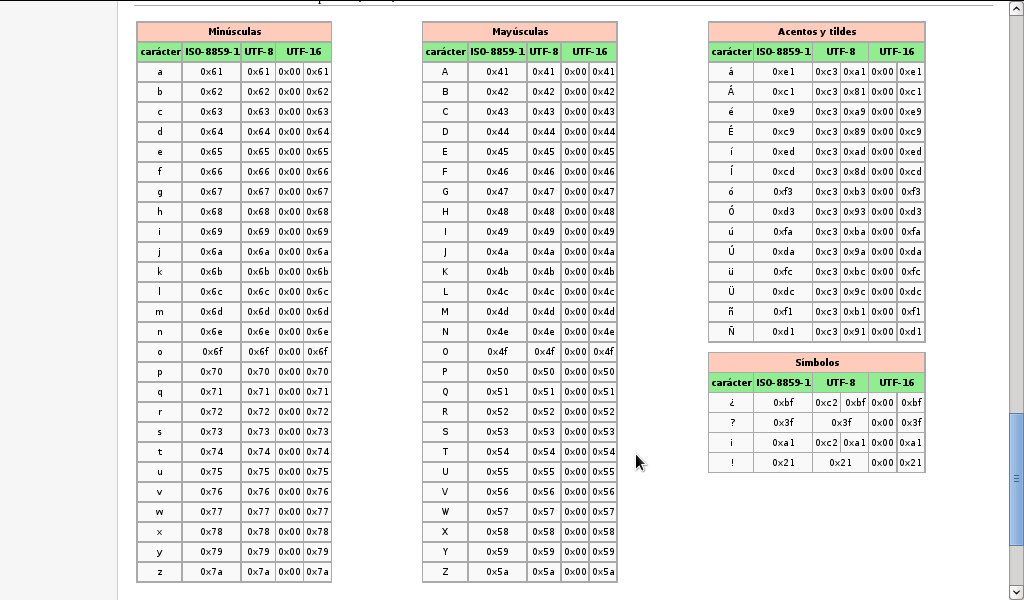 Minúsculas
carácter ISO-8859-1 UTF-8 UTF-16
a 0x61 0x61 0x00 0x61
b 0x62 0x62 0x00 0x62
c 0x63 0x63 0x00 0x63
d 0x64 0x64 0x00 0x64
e 0x65 0x65 0x00 0x65
f 0x66 0x66 0x00 0x66
g 0x67 0x67 0x00 0x67
h 0x68 0x68 0x00 0x68
i 0x69 0x69 0x00 0x69
j 0x6a 0x6a 0x00 0x6a
k 0x6b 0x6b 0x00 0x6b
l 0x6c 0x6c 0x00 0x6c
m 0x6d 0x6d 0x00 0x6d
n 0x6e 0x6e 0x00 0x6e
o 0x6f 0x6f 0x00 0x6f
p 0x70 0x70 0x00 0x70
q 0x71 0x71 0x00 0x71
r 0x72 0x72 0x00 0x72
s 0x73 0x73 0x00 0x73
t 0x74 0x74 0x00 0x74
u 0x75 0x75 0x00 0x75
v 0x76 0x76 0x00 0x76
w 0x77 0x77 0x00 0x77
x 0x78 0x78 0x00 0x78
y 0x79 0x79 0x00 0x79
z 0x7a 0x7a 0x00 0x7a
Mayúsculas
carácter ISO-8859-1 UTF-8 UTF-16
A 0x41 0x41 0x00 0x41
B 0x42 0x42 0x00 0x42
C 0x43 0x43 0x00 0x43
D 0x44 0x44 0x00 0x44
E 0x45 0x45 0x00 0x45
F 0x46 0x46 0x00 0x46
G 0x47 0x47 0x00 0x47
H 0x48 0x48 0x00 0x48
I 0x49 0x49 0x00 0x49
J 0x4a 0x4a 0x00 0x4a
K 0x4b 0x4b 0x00 0x4b
L 0x4c 0x4c 0x00 0x4c
M 0x4d 0x4d 0x00 0x4d
N 0x4e 0x4e 0x00 0x4e
O 0x4f 0x4f 0x00 0x4f
P 0x50 0x50 0x00 0x50
Q 0x51 0x51 0x00 0x51
R 0x52 0x52 0x00 0x52
S 0x53 0x53 0x00 0x53
T 0x54 0x54 0x00 0x54
U 0x55 0x55 0x00 0x55
V 0x56 0x56 0x00 0x56
W 0x57 0x57 0x00 0x57
X 0x58 0x58 0x00 0x58
Y 0x59 0x59 0x00 0x59
Z 0x5a 0x5a 0x00 0x5a
Acentos y tildes
carácter ISO-8859-1 UTF-8 UTF-16
á 0xe1 0xc3 0xa1 0x00 0xe1
Á 0xc1 0xc3 0x81 0x00 0xc1
é 0xe9 0xc3 0xa9 0x00 0xe9
É 0xc9 0xc3 0x89 0x00 0xc9
í 0xed 0xc3 0xad 0x00 0xed
Í 0xcd 0xc3 0x8d 0x00 0xcd
ó 0xf3 0xc3 0xb3 0x00 0xf3
Ó 0xd3 0xc3 0x93 0x00 0xd3
ú 0xfa 0xc3 0xba 0x00 0xfa
Ú 0xda 0xc3 0x9a 0x00 0xda
ü 0xfc 0xc3 0xbc 0x00 0xfc
Ü 0xdc 0xc3 0x9c 0x00 0xdc
ñ 0xf1 0xc3 0xb1 0x00 0xf1
Ñ 0xd1 0xc3 0x91 0x00 0xd1
Símbolos
carácter ISO-8859-1 UTF-8 UTF-16
¿ 0xbf 0xc2 0xbf 0x00 0xbf
? 0x3f 0x3f 0x00 0x3f
¡ 0xa1 0xc2 0xa1 0x00 0xa1
! 0x21 0x21 0x00 0x21